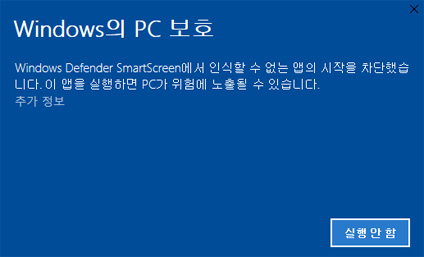 Windows의 PC 보호
Windows Defender SmartScreen에서 인식할 수 없는 앱의 시작을 차단했습
니다. 이 앱을 실행하면 PC가 위험에 노출될 수 있습니다.
추가 정보
실행 안 함